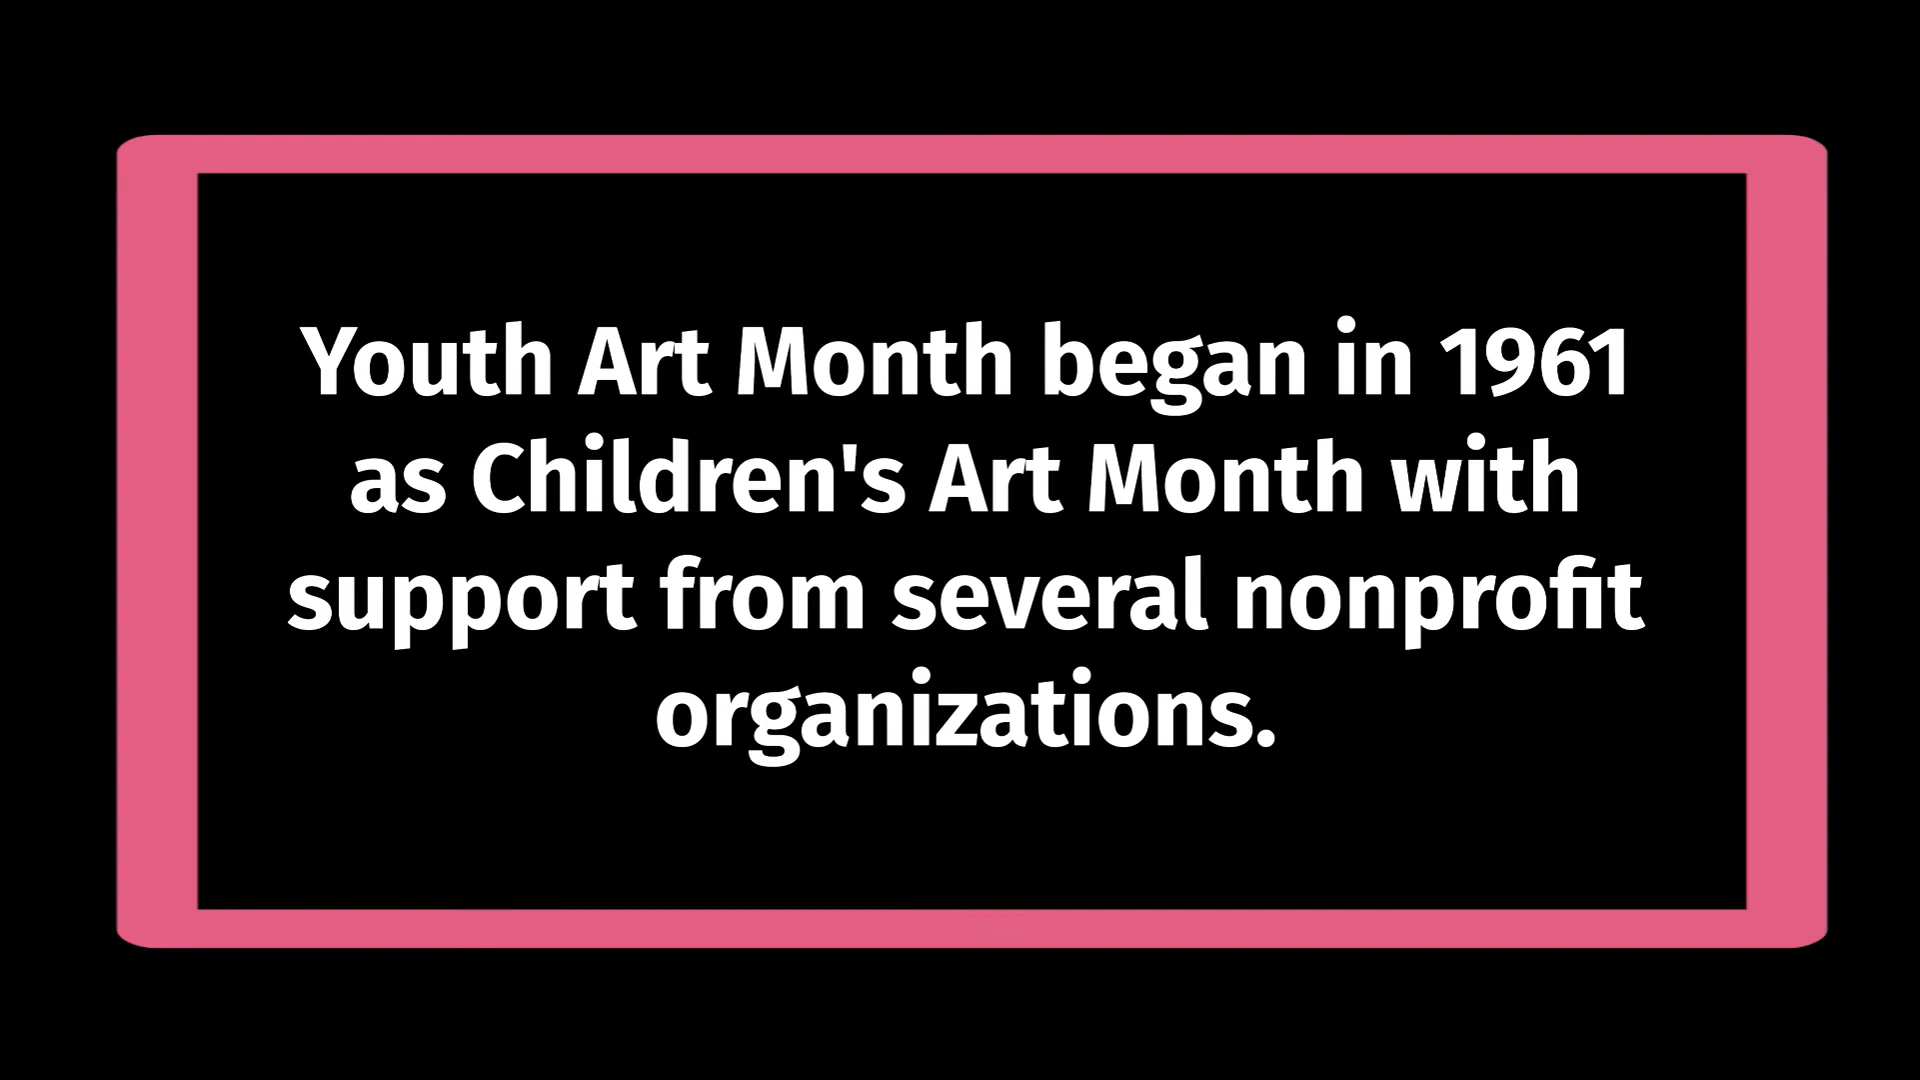 Youth Art Month began in 1961
as Children's Art Month with
support from several nonprofit
organizations.